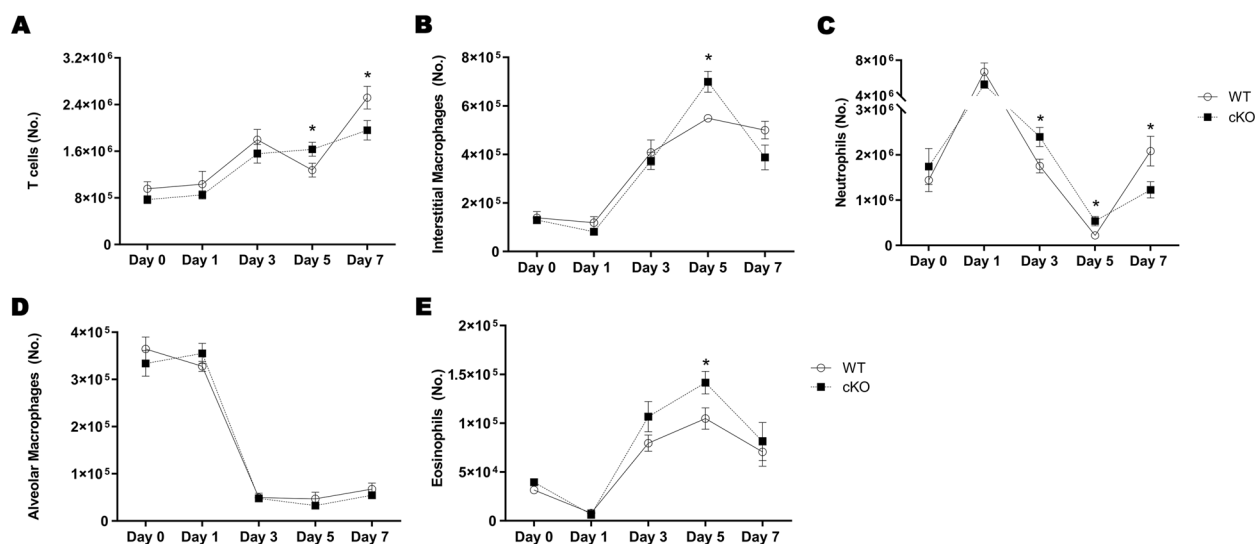 A
T cells (No.)
3.2×10⁶
2.4×10⁶
1.6×10⁶
8×10⁵
0
*
*
Day 0 Day 1 Day 3 Day 5 Day 7
B
Interstitial Macrophages (No.)
8×10⁵
6×10⁵
4×10⁵
2×10⁵
0
*
Day 0 Day 1 Day 3 Day 5 Day 7
C
Neutrophils (No.)
8×10⁶
4×10⁶
3×10⁶
2×10⁶
1×10⁶
0
*
*
*
Day 0 Day 1 Day 3 Day 5 Day 7
WT
cKO
D
Alveolar Macrophages (No.)
4×10⁵
3×10⁵
2×10⁵
1×10⁵
0
Day 0 Day 1 Day 3 Day 5 Day 7
E
Eosinophils (No.)
2×10⁵
1.5×10⁵
1×10⁵
5×10⁴
0
*
Day 0 Day 1 Day 3 Day 5 Day 7
WT
cKO